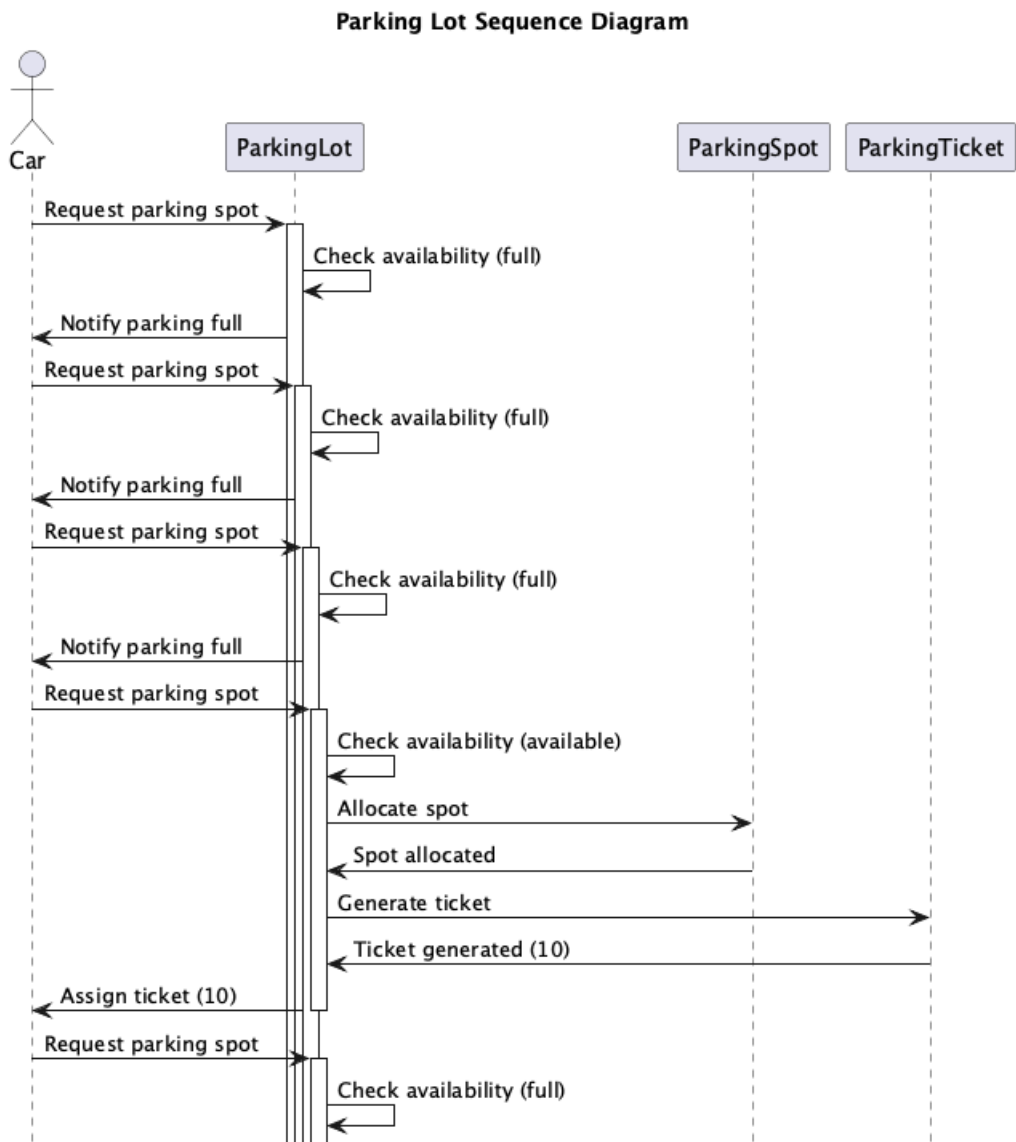 Parking Lot Sequence Diagram
Car
ParkingLot
ParkingSpot
ParkingTicket
Request parking spot
Check availability (full)
Notify parking full
Request parking spot
Check availability (full)
Notify parking full
Request parking spot
Check availability (full)
Notify parking full
Request parking spot
Check availability (available)
Allocate spot
Spot allocated
Generate ticket
Ticket generated (10)
Assign ticket (10)
Request parking spot
Check availability (full)